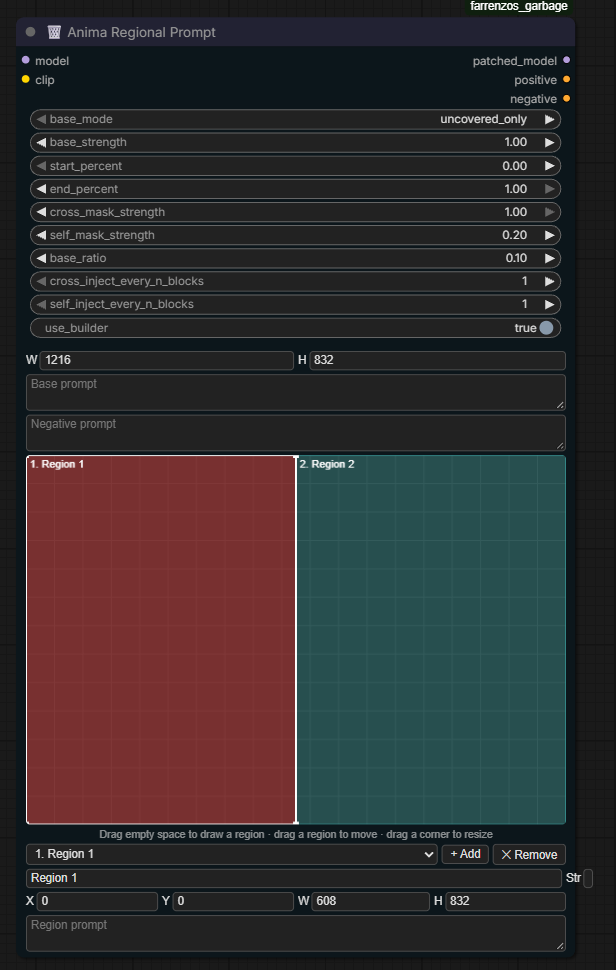 farrenzos_garbage
Anima Regional Prompt
model patched_model
clip positive
negative
base_mode uncovered_only
base_strength 1.00
start_percent 0.00
end_percent 1.00
cross_mask_strength 1.00
self_mask_strength 0.20
base_ratio 0.10
cross_inject_every_n_blocks 1
self_inject_every_n_blocks 1
use_builder true
W 1216 H 832
Base prompt
Negative prompt
1. Region 1 2. Region 2
Drag empty space to draw a region · drag a region to move · drag a corner to resize
1. Region 1 + Add ✕ Remove
Region 1 Str
X 0 Y 0 W 608 H 832
Region prompt